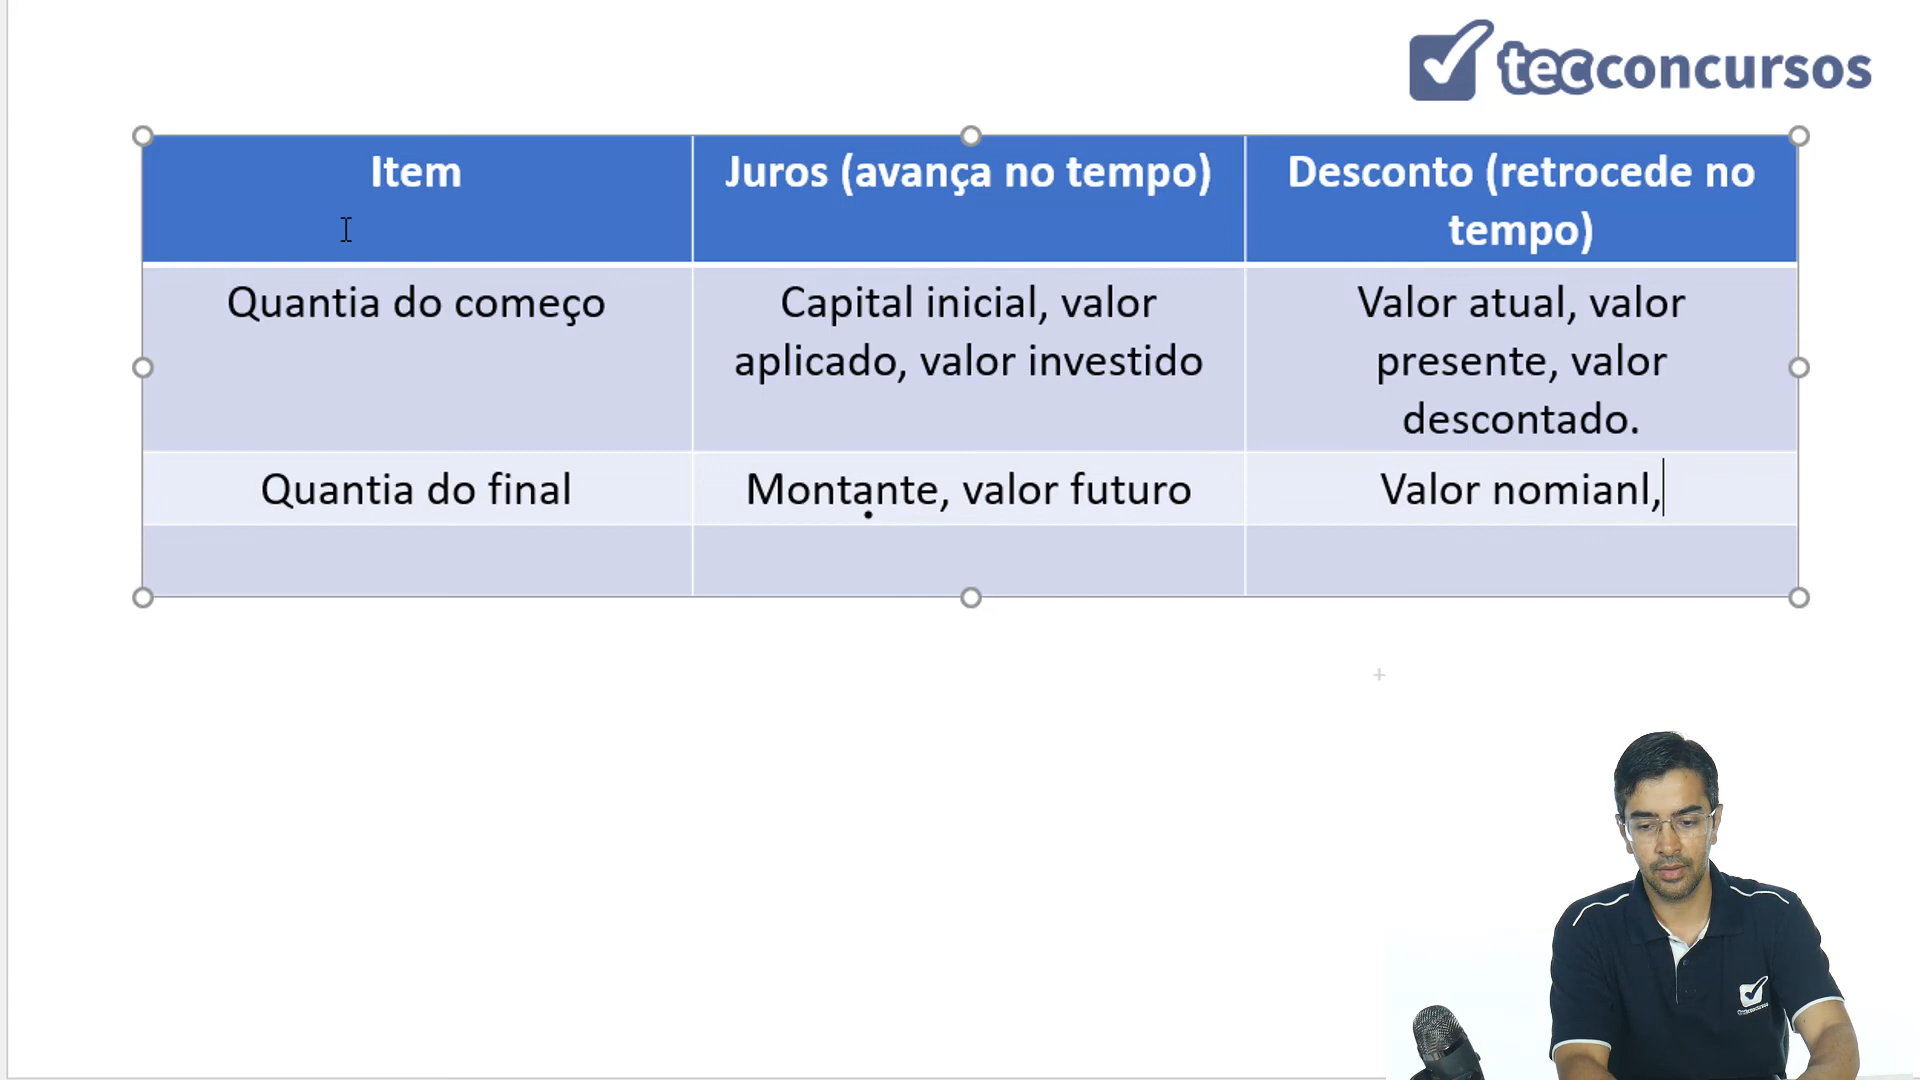 tecconcursos
Item
Juros (avança no tempo)
Desconto (retrocede no
tempo)
Quantia do começo
Capital inicial, valor
aplicado, valor investido
Valor atual, valor
presente, valor
descontado.
Quantia do final
Montante, valor futuro
Valor nomianl,